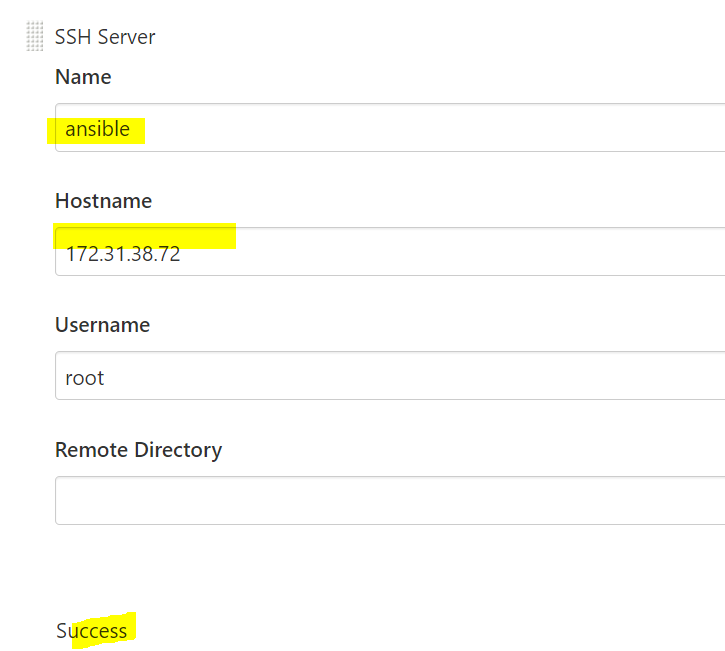 SSH Server
Name
ansible
Hostname
172.31.38.72
Username
root
Remote Directory
Success